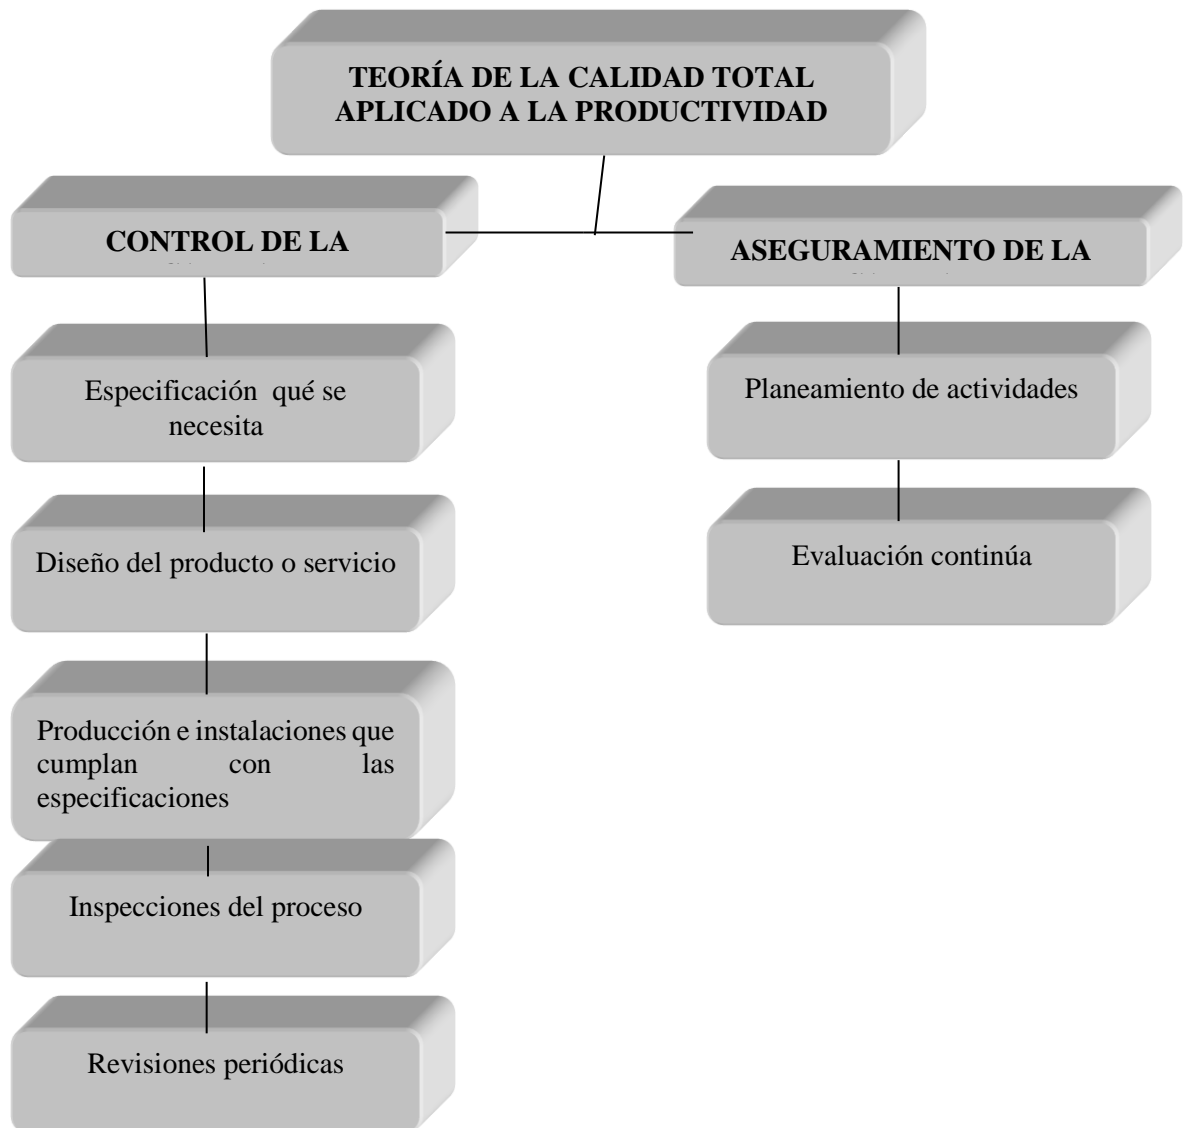 TEORÍA DE LA CALIDAD TOTAL
APLICADO A LA PRODUCTIVIDAD
CONTROL DE LA
ASEGURAMIENTO DE LA
Especificación qué se
necesita
Planeamiento de actividades
Diseño del producto o servicio
Evaluación continúa
Producción e instalaciones que
cumplan con las
especificaciones
Inspecciones del proceso
Revisiones periódicas